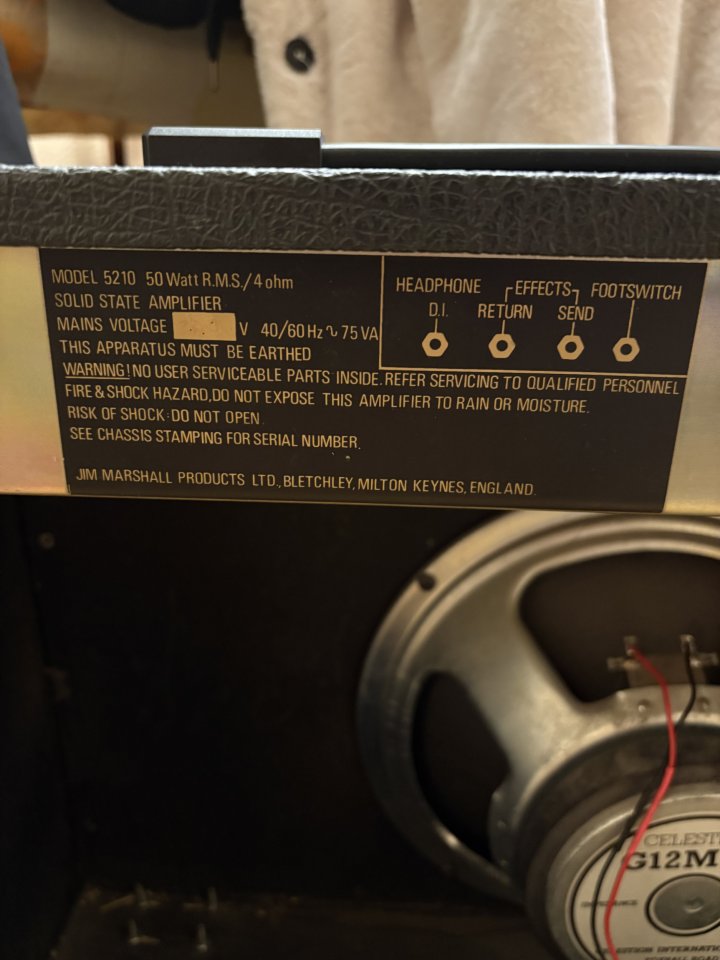 MODEL 5210 50 Watt R.M.S./4 ohm
SOLID STATE AMPLIFIER
MAINS VOLTAGE V 40/60 Hz ∿ 75 VA
THIS APPARATUS MUST BE EARTHED
WARNING! NO USER SERVICEABLE PARTS INSIDE. REFER SERVICING TO QUALIFIED PERSONNEL
FIRE & SHOCK HAZARD, DO NOT EXPOSE THIS AMPLIFIER TO RAIN OR MOISTURE.
RISK OF SHOCK: DO NOT OPEN.
SEE CHASSIS STAMPING FOR SERIAL NUMBER.
JIM MARSHALL PRODUCTS LTD., BLETCHLEY, MILTON KEYNES, ENGLAND.
HEADPHONE EFFECTS FOOTSWITCH
D.I. RETURN SEND
G12M